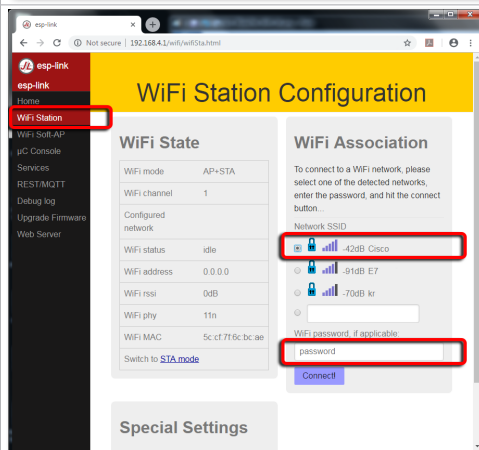 esp-link
Not secure | 192.168.4.1/wifi/wifiSta.html
esp-link
esp-link
Home
WiFi Station
WiFi Soft-AP
µC Console
Services
REST/MQTT
Debug log
Upgrade Firmware
Web Server
WiFi Station Configuration
WiFi State
WiFi mode AP+STA
WiFi channel 1
Configured
network
WiFi status idle
WiFi address 0.0.0.0
WiFi rssi 0dB
WiFi phy 11n
WiFi MAC 5c:cf:7f:6c:bc:ae
Switch to STA mode
Special Settings
WiFi Association
To connect to a WiFi network, please
select one of the detected networks,
enter the password, and hit the connect
button...
Network SSID
-42dB Cisco
-91dB E7
-70dB kr
WiFi password, if applicable:
password
Connect!